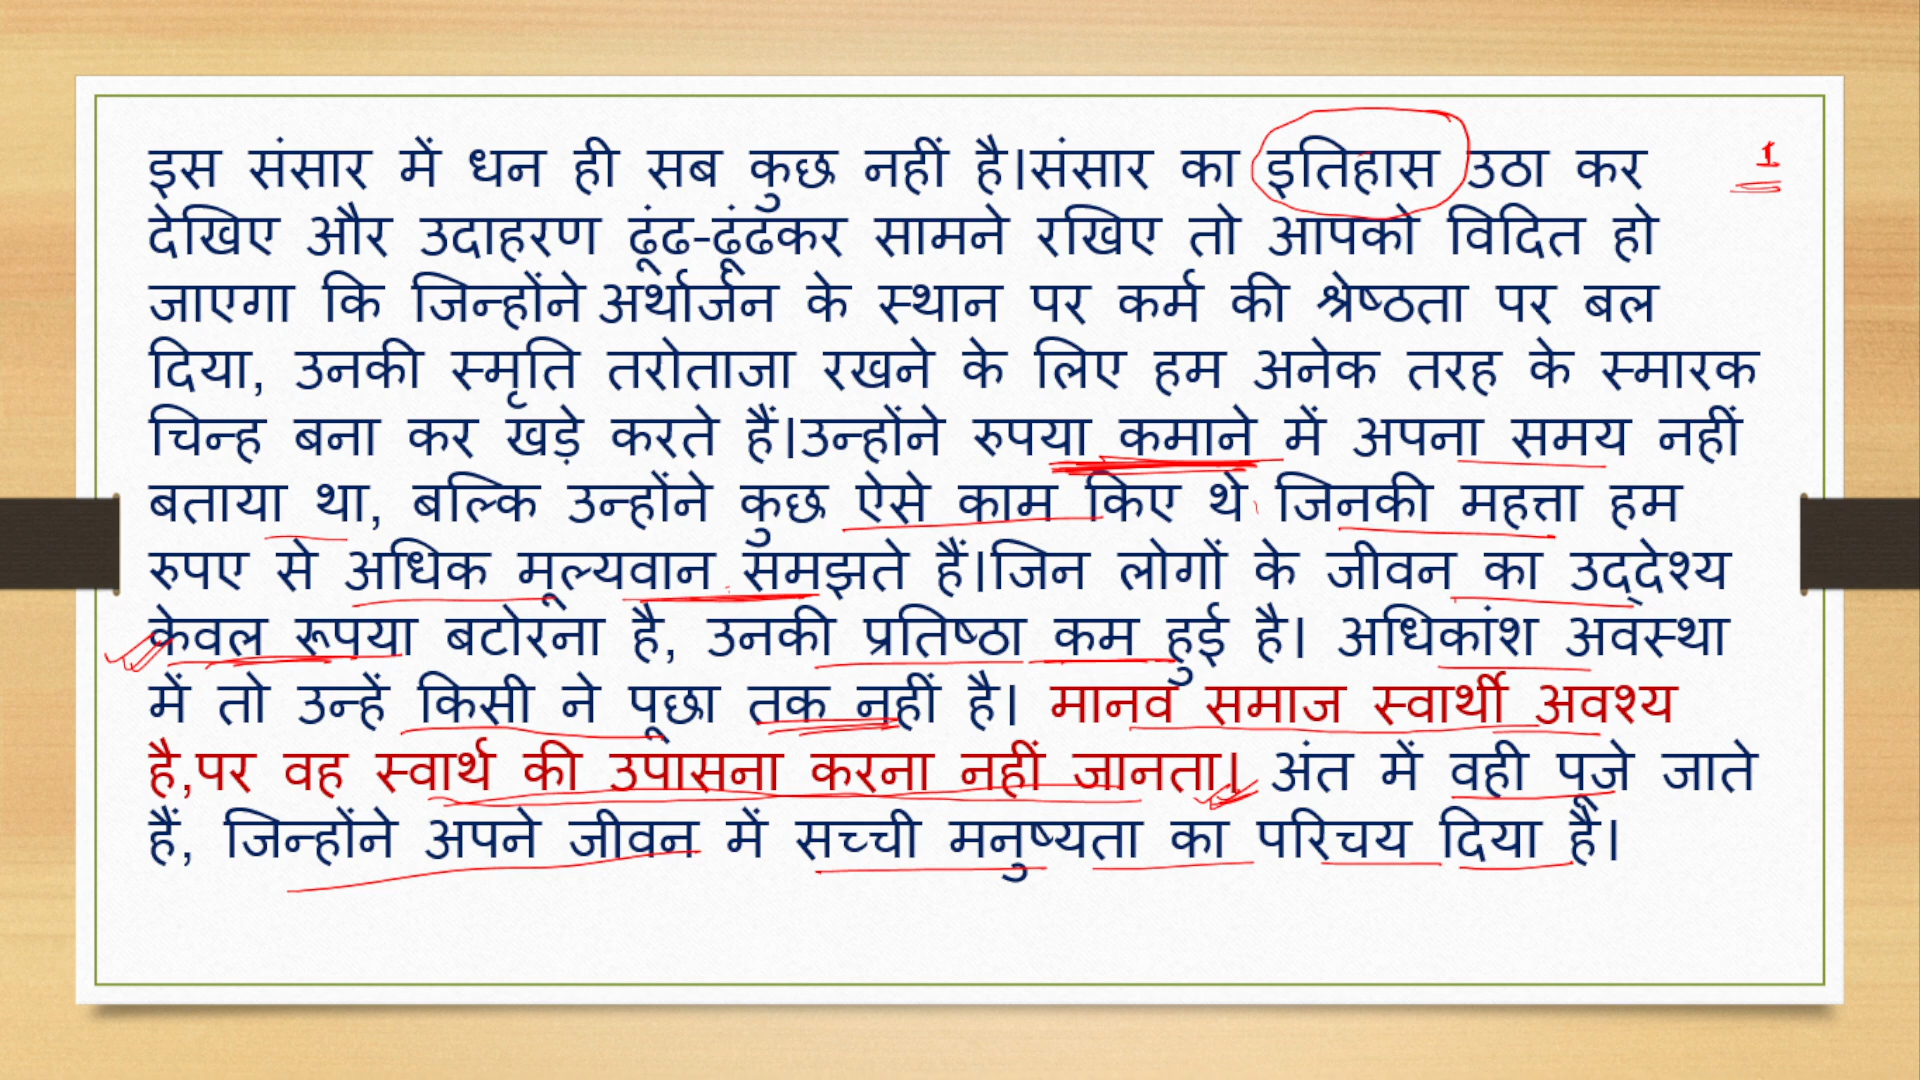 इस संसार में धन ही सब कुछ नहीं है।संसार का इतिहास उठा कर
1
देखिए और उदाहरण ढूंढ-ढूंढकर सामने रखिए तो आपको विदित हो
जाएगा कि जिन्होंने अर्थार्जन के स्थान पर कर्म की श्रेष्ठता पर बल
दिया, उनकी स्मृति तरोताजा रखने के लिए हम अनेक तरह के स्मारक
चिन्ह बना कर खड़े करते हैं।उन्होंने रुपया कमाने में अपना समय नहीं
बताया था, बल्कि उन्होंने कुछ ऐसे काम किए थे जिनकी महत्ता हम
रुपए से अधिक मूल्यवान समझते हैं।जिन लोगों के जीवन का उद्देश्य
केवल रूपया बटोरना है, उनकी प्रतिष्ठा कम हुई है। अधिकांश अवस्था
में तो उन्हें किसी ने पूछा तक नहीं है। मानव समाज स्वार्थी अवश्य
है,पर वह स्वार्थ की उपासना करना नहीं जानता। अंत में वही पूजे जाते
हैं, जिन्होंने अपने जीवन में सच्ची मनुष्यता का परिचय दिया है।